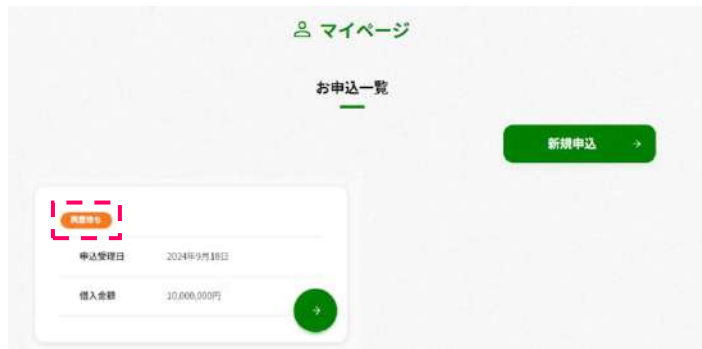 マイページ
お申込一覧
新規申込
同意待ち
申込受理日 2024年9月18日
借入金額 10,000,000円